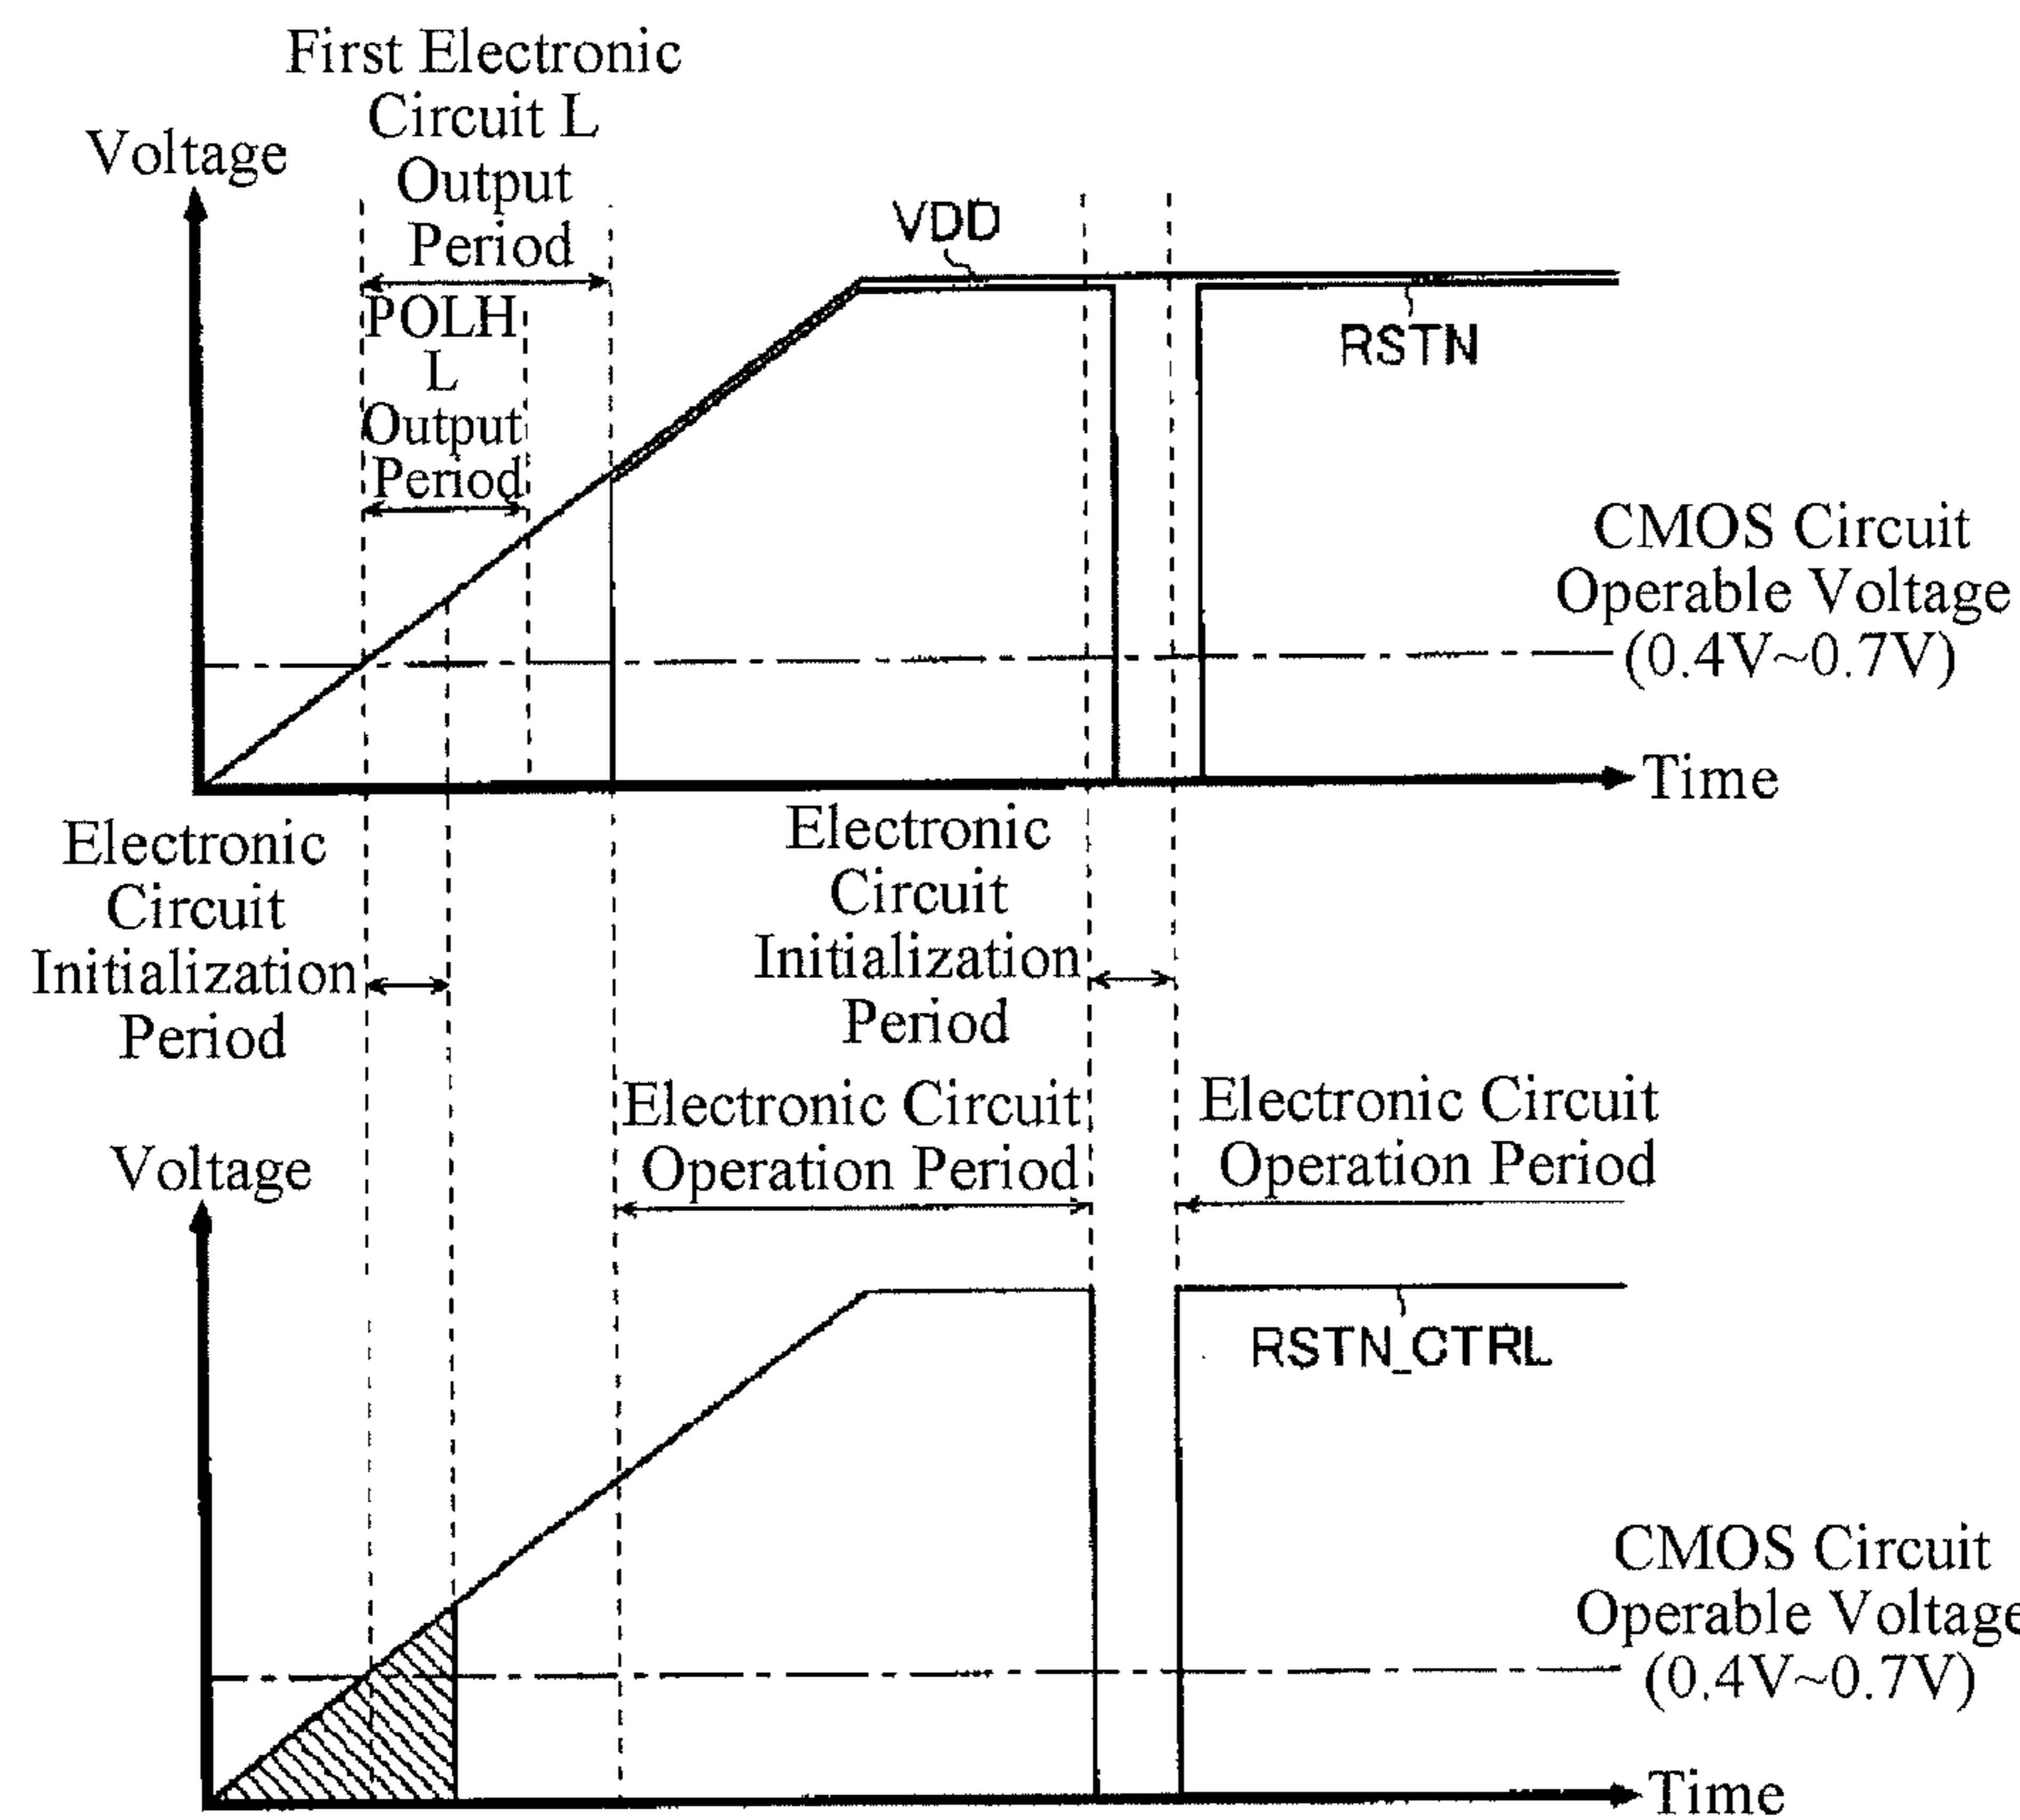 First Electronic
Circuit L
Output
Period
Voltage
VDD
POLH
L
Output
Period
RSTN
CMOS Circuit
Operable Voltage
(0.4V~0.7V)
Time
Electronic
Circuit
Initialization
Period
Electronic
Circuit
Initialization
Period
Electronic Circuit
Operation Period
Electronic Circuit
Operation Period
Voltage
RSTN_CTRL
CMOS Circuit
Operable Voltage
(0.4V~0.7V)
Time